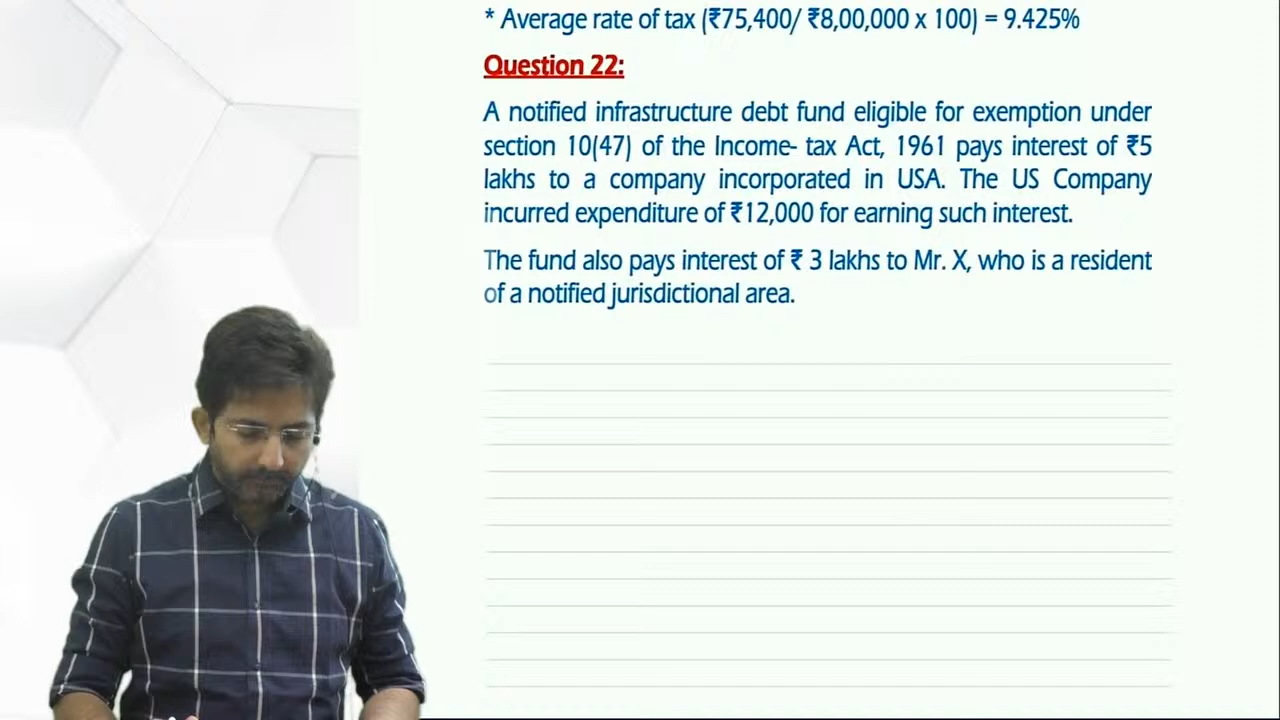 * Average rate of tax (₹75,400/ ₹8,00,000 x 100) = 9.425%
Question 22:
A notified infrastructure debt fund eligible for exemption under
section 10(47) of the Income- tax Act, 1961 pays interest of ₹5
lakhs to a company incorporated in USA. The US Company
incurred expenditure of ₹12,000 for earning such interest.
The fund also pays interest of ₹ 3 lakhs to Mr. X, who is a resident
of a notified jurisdictional area.